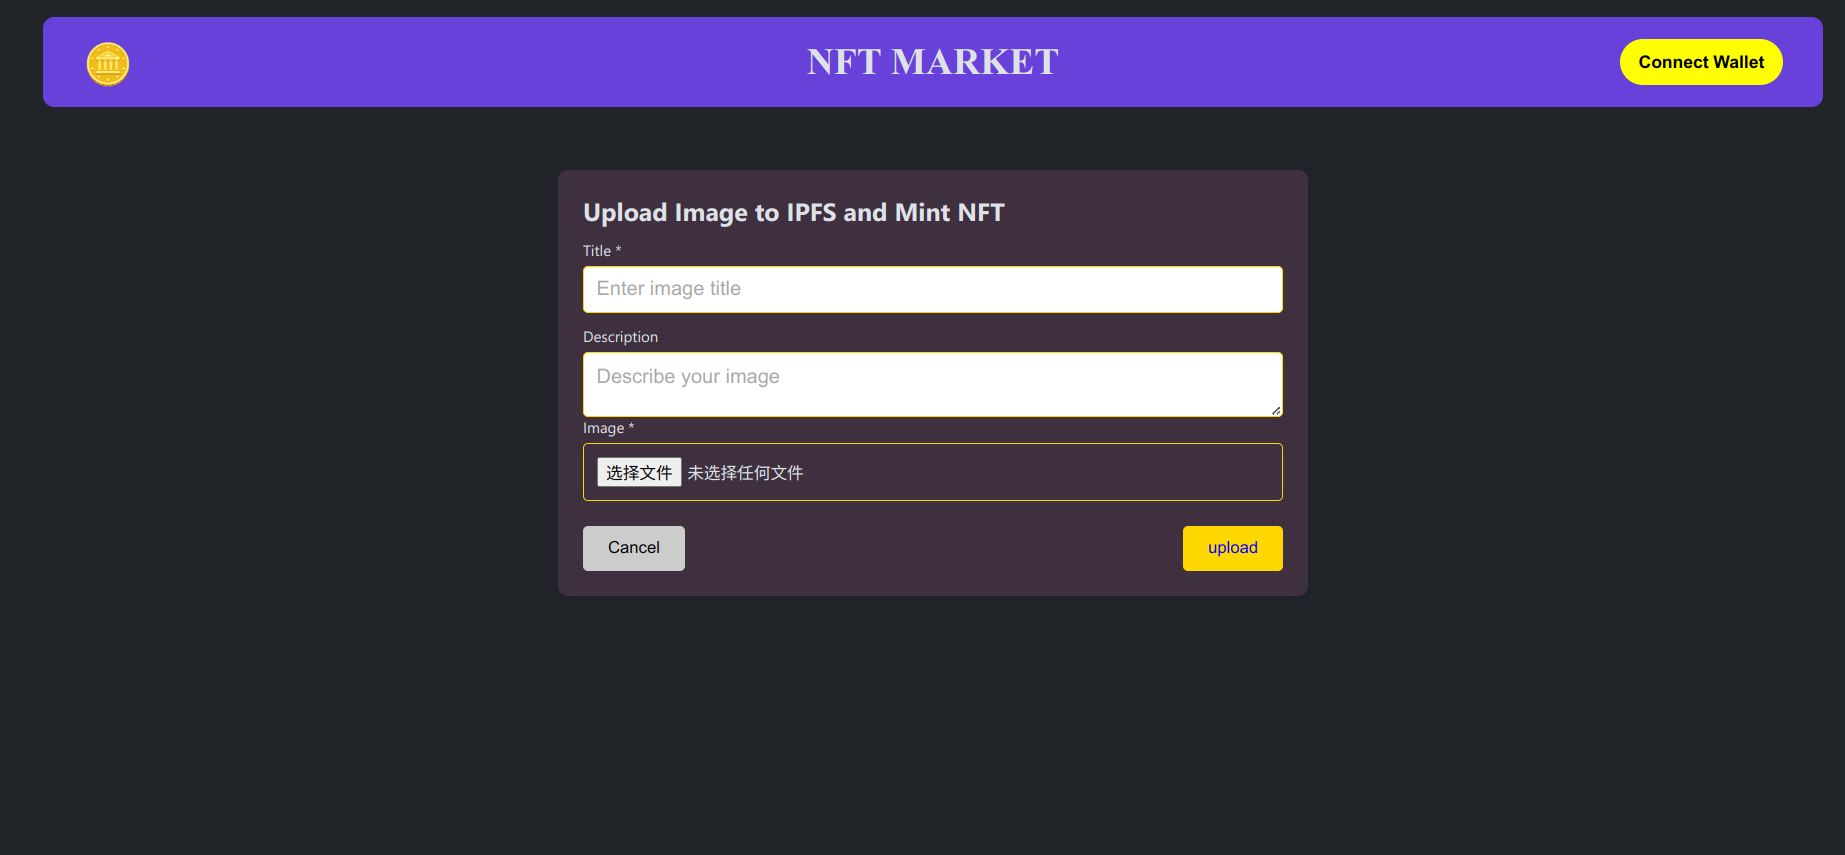 NFT MARKET
Connect Wallet
Upload Image to IPFS and Mint NFT
Title *
Enter image title
Description
Describe your image
Image *
选择文件 未选择任何文件
Cancel
upload